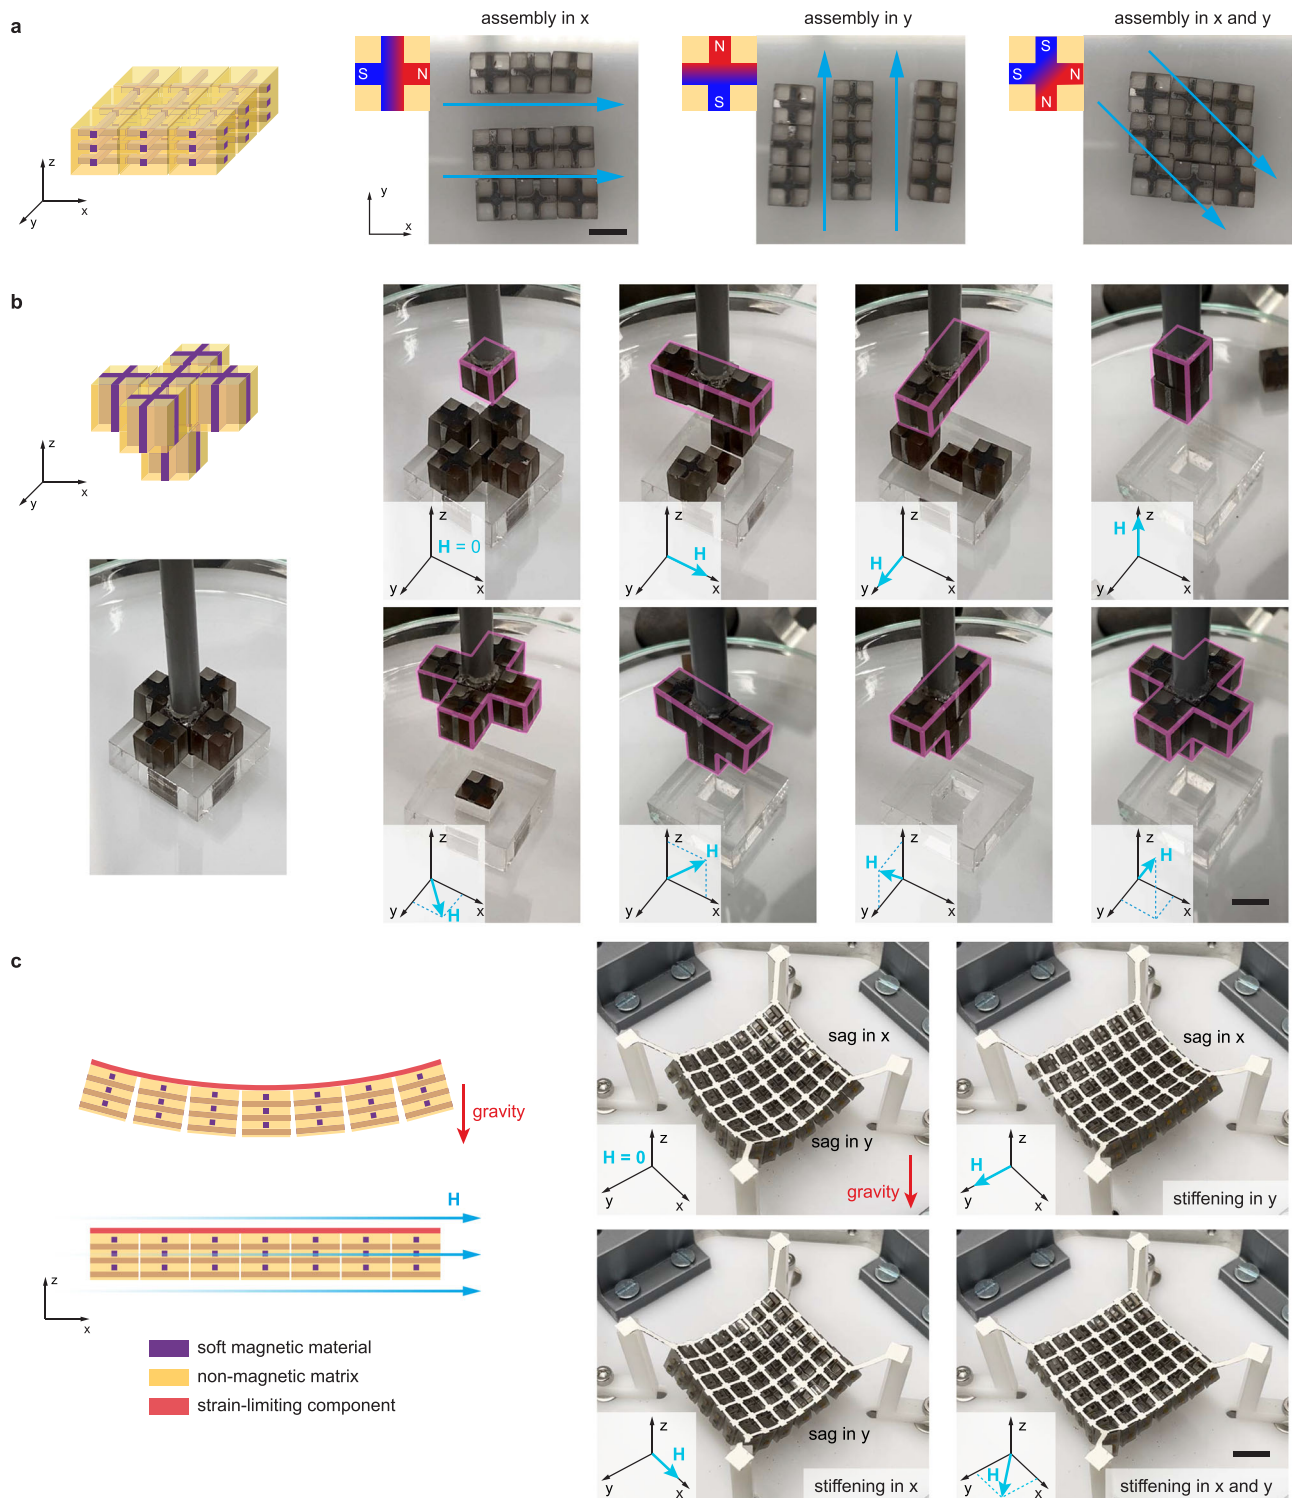 a
assembly in x
assembly in y
assembly in x and y
S
N
N
S
S
S
N
N
z
x
y
y
x
b
z
x
y
z
H = 0
y
x
z
H
y
x
z
H
y
x
z
H
y
x
z
H
y
x
z
H
y
x
z
H
y
x
z
H
y
x
c
gravity
H
z
x
soft magnetic material
non-magnetic matrix
strain-limiting component
sag in x
sag in y
H = 0
z
y
x
gravity
sag in x
z
H
y
x
stiffening in y
sag in y
z
H
y
x
stiffening in x
z
H
y
x
stiffening in x and y